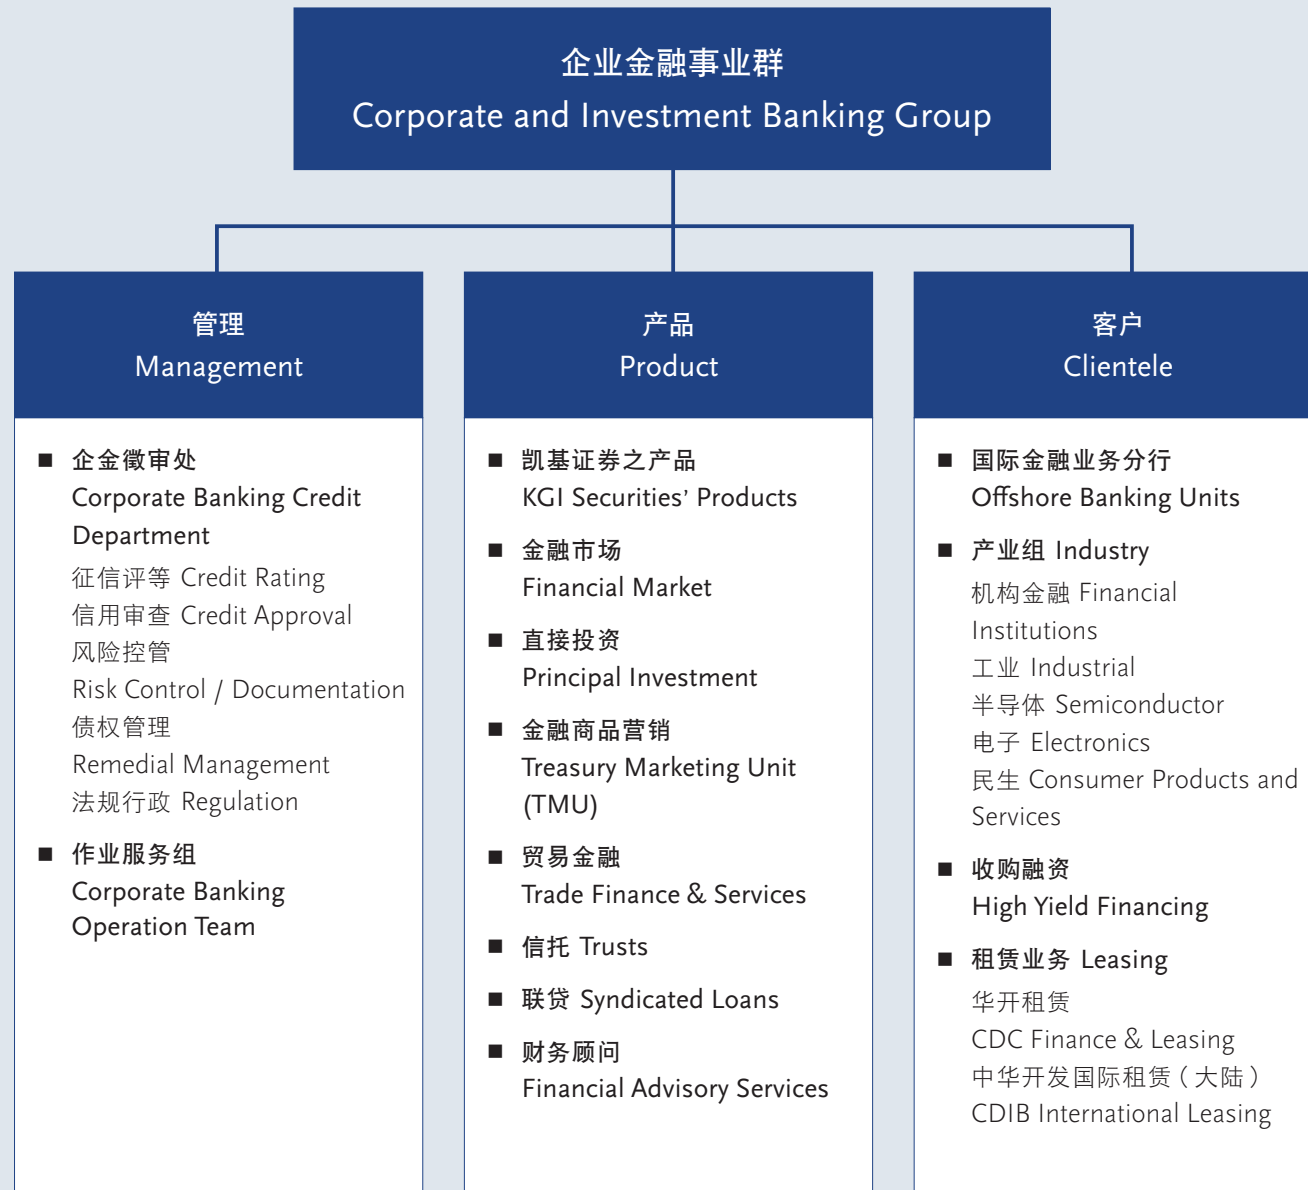 企业金融事业群
Corporate and Investment Banking Group
管理
Management
■ 企金徵审处
Corporate Banking Credit
Department
征信评等 Credit Rating
信用审查 Credit Approval
风险控管
Risk Control / Documentation
债权管理
Remedial Management
法规行政 Regulation
■ 作业服务组
Corporate Banking
Operation Team
产品
Product
■ 凯基证券之产品
KGI Securities’ Products
■ 金融市场
Financial Market
■ 直接投资
Principal Investment
■ 金融商品营销
Treasury Marketing Unit
(TMU)
■ 贸易金融
Trade Finance & Services
■ 信托 Trusts
■ 联贷 Syndicated Loans
■ 财务顾问
Financial Advisory Services
客户
Clientele
■ 国际金融业务分行
Offshore Banking Units
■ 产业组 Industry
机构金融 Financial
Institutions
工业 Industrial
半导体 Semiconductor
电子 Electronics
民生 Consumer Products and
Services
■ 收购融资
High Yield Financing
■ 租赁业务 Leasing
华开租赁
CDC Finance & Leasing
中华开发国际租赁（大陆）
CDIB International Leasing